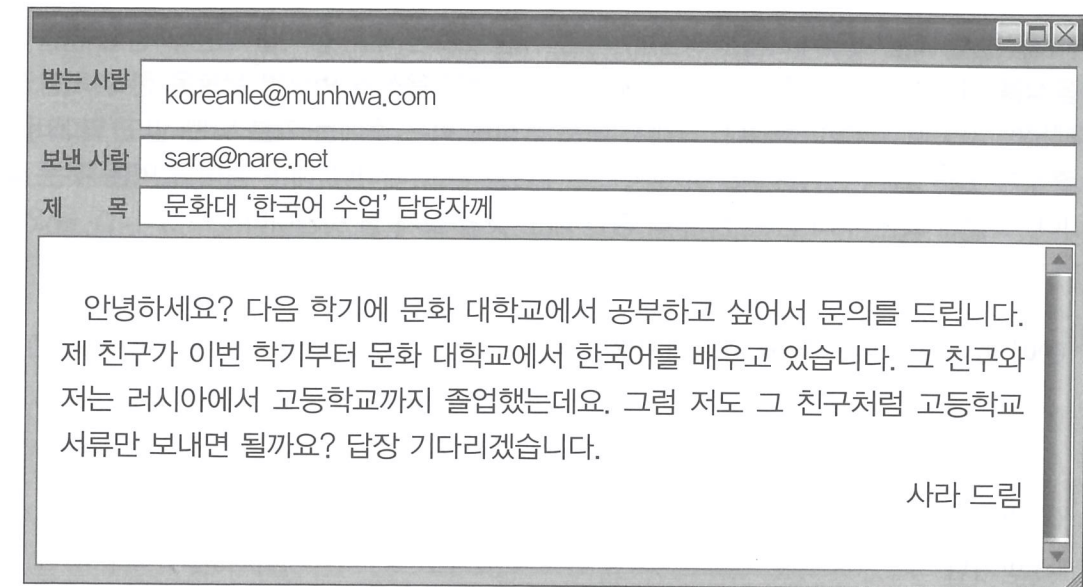 받는 사람 koreanle@munhwa.com
보낸 사람 sara@nare.net
제 목 문화대 ‘한국어 수업’ 담당자께
안녕하세요? 다음 학기에 문화 대학교에서 공부하고 싶어서 문의를 드립니다.
제 친구가 이번 학기부터 문화 대학교에서 한국어를 배우고 있습니다. 그 친구와
저는 러시아에서 고등학교까지 졸업했는데요. 그럼 저도 그 친구처럼 고등학교
서류만 보내면 될까요? 답장 기다리겠습니다.
사라 드림